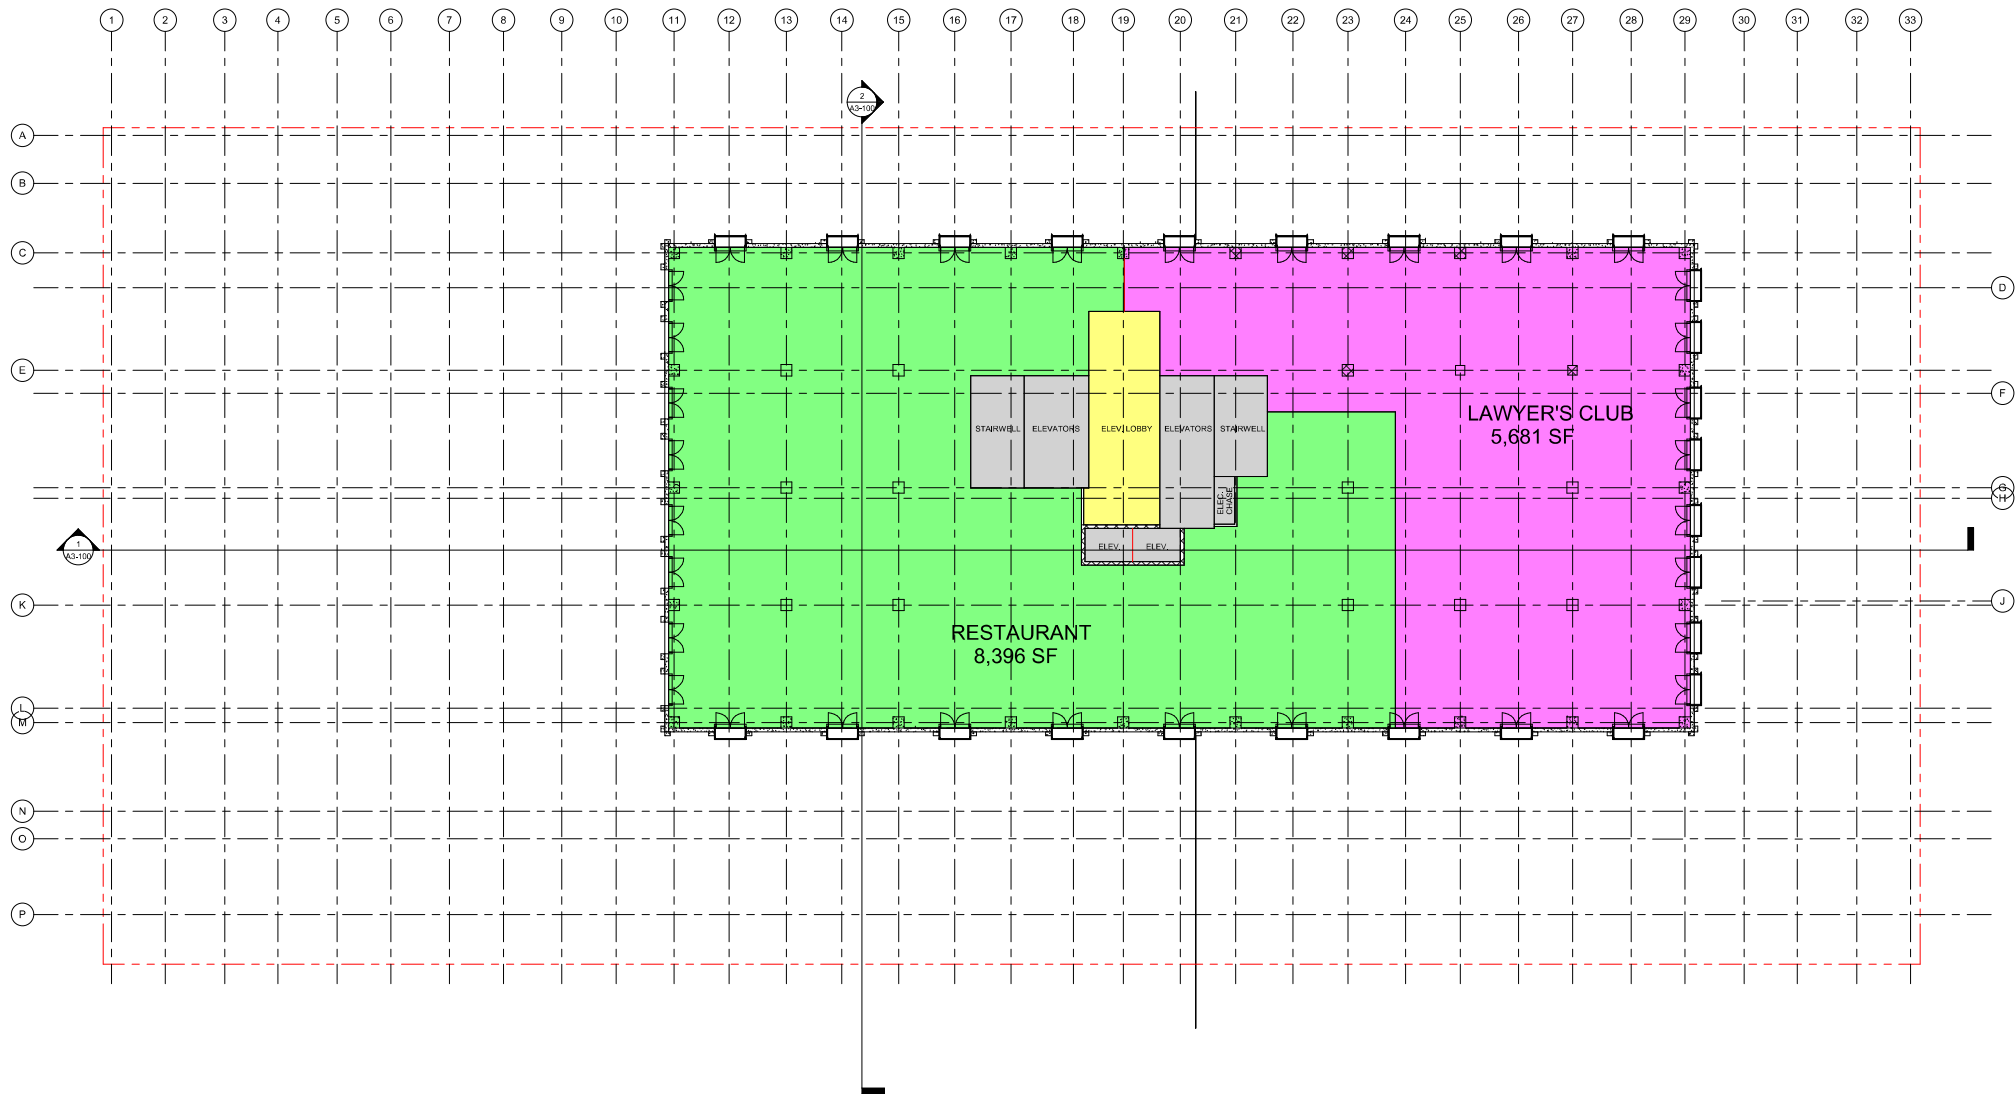 1 2 3 4 5 6 7 8 9 10 11 12 13 14 15 16 17 18 19 20 21 22 23 24 25 26 27 28 29 30 31 32 33
2
A3-100
A
B
C
D
E
F
LAWYER'S CLUB
5,681 SF
STAIRWELL ELEVATORS ELEV. LOBBY ELEVATORS STAIRWELL
G
H
ELEC.
CHASE
1
A3-100
ELEV. ELEV.
K
J
RESTAURANT
8,396 SF
L
M
N
O
P